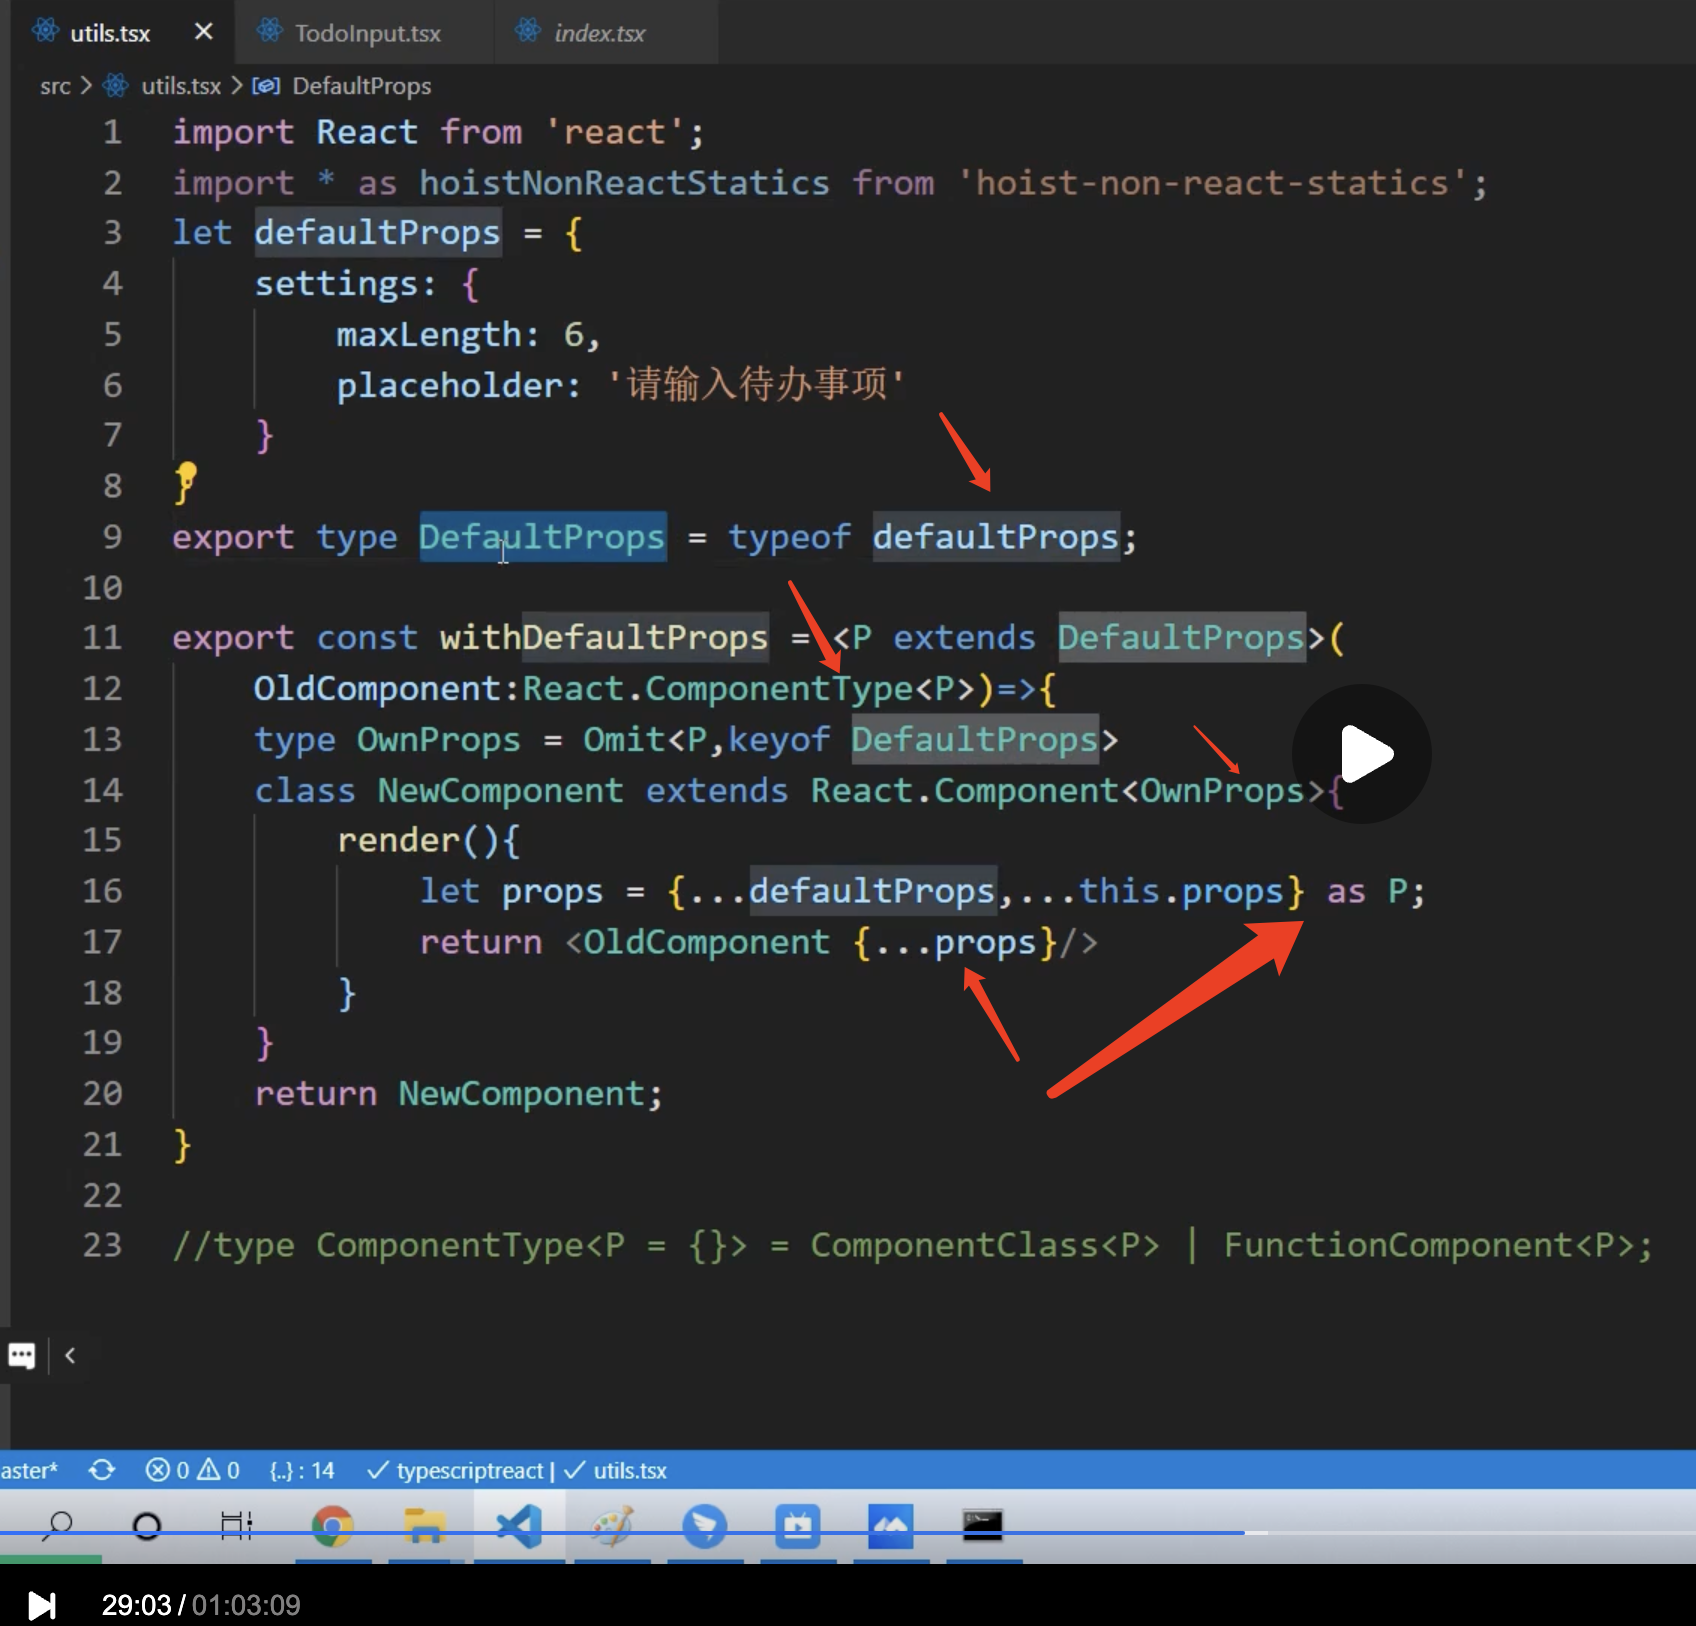 utils.tsx TodoInput.tsx index.tsx
src > utils.tsx > DefaultProps
1 import React from 'react';
2 import * as hoistNonReactStatics from 'hoist-non-react-statics';
3 let defaultProps = {
4 settings: {
5 maxLength: 6,
6 placeholder: '请输入待办事项'
7 }
8 }
9 export type DefaultProps = typeof defaultProps;
10
11 export const withDefaultProps = <P extends DefaultProps>(
12 OldComponent:React.ComponentType<P>)=>{
13 type OwnProps = Omit<P,keyof DefaultProps>
14 class NewComponent extends React.Component<OwnProps>{
15 render(){
16 let props = {...defaultProps,...this.props} as P;
17 return <OldComponent {...props}/>
18 }
19 }
20 return NewComponent;
21 }
22
23 //type ComponentType<P = {}> = ComponentClass<P> | FunctionComponent<P>;
aster* 0 0 {..} : 14 typescriptreact | utils.tsx
29:03 / 01:03:09